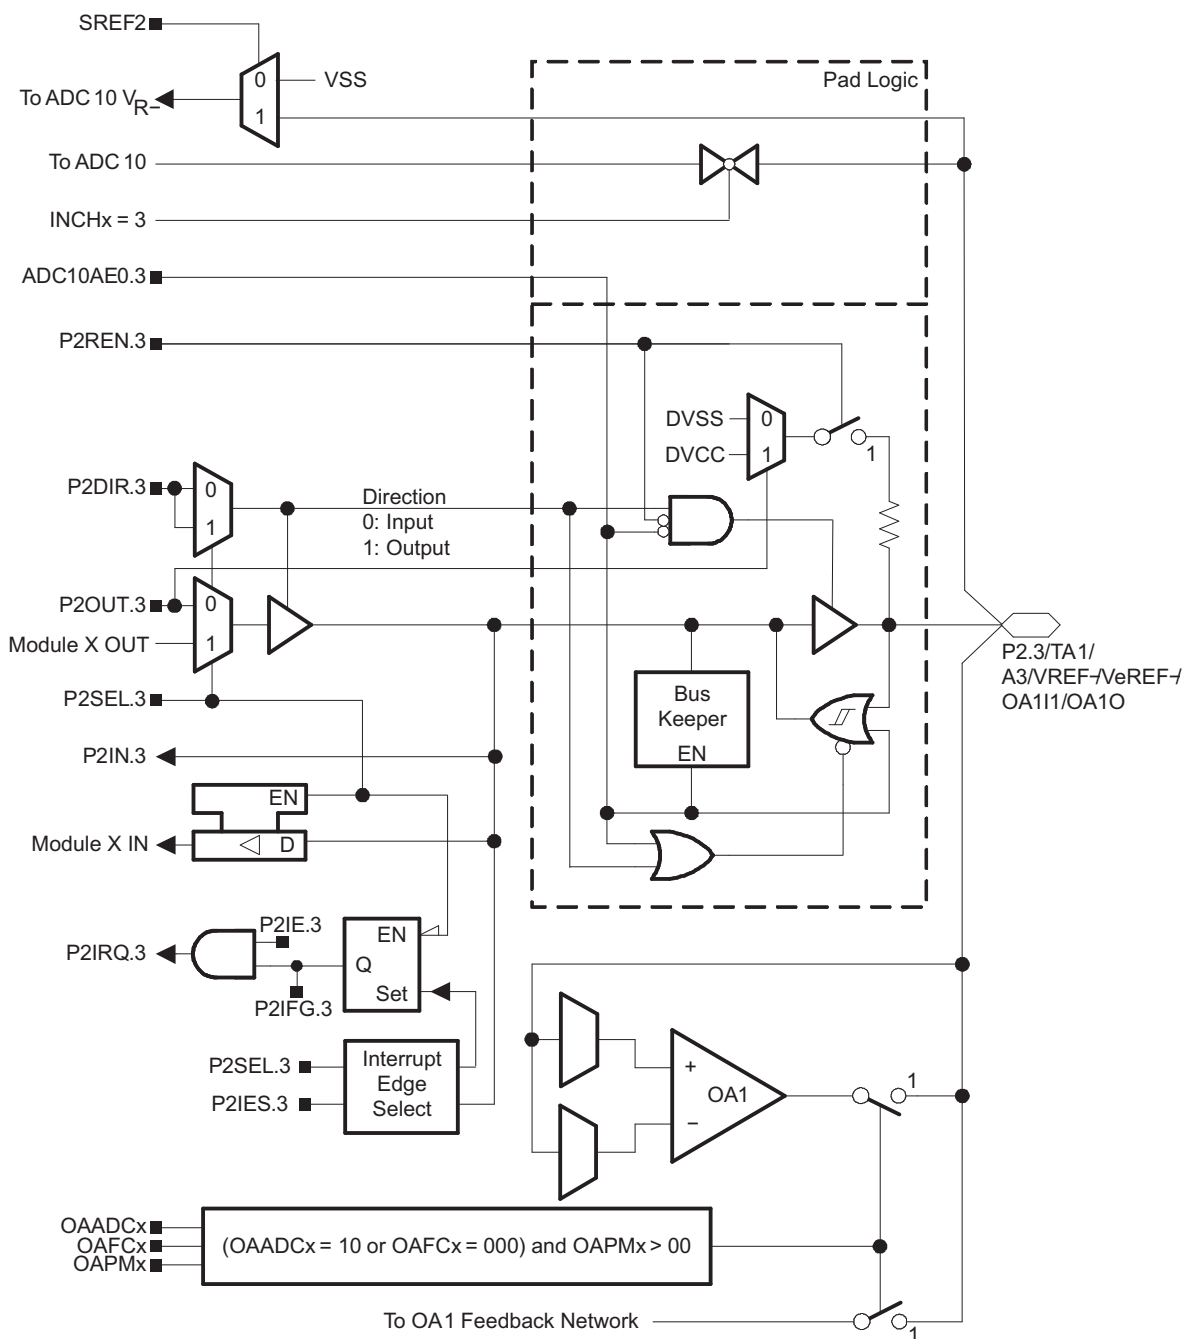 SREF2
0
VSS
Pad Logic
To ADC 10 VR−
1
To ADC 10
INCHx = 3
ADC10AE0.3
P2REN.3
DVSS
0
DVCC
1
1
P2DIR.3
0
1
Direction
0: Input
1: Output
P2OUT.3
0
Module X OUT
1
P2.3/TA1/
A3/VREF−/VeREF−/
OA1I1/OA1O
P2SEL.3
Bus
Keeper
EN
P2IN.3
EN
Module X IN
D
P2IE.3
P2IRQ.3
EN
Q
Set
P2IFG.3
P2SEL.3
P2IES.3
Interrupt
Edge
Select
+
OA1
−
1
OAADCx
OAFCx
OAPMx
(OAADCx = 10 or OAFCx = 000) and OAPMx > 00
To OA1 Feedback Network
1